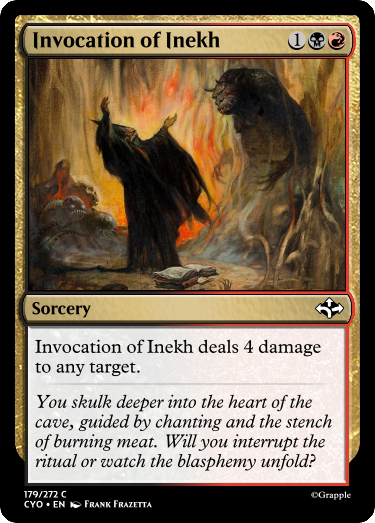 Invocation of Inekh 1
Sorcery
Invocation of Inekh deals 4 damage
to any target.
You skulk deeper into the heart of the
cave, guided by chanting and the stench
of burning meat. Will you interrupt the
ritual or watch the blasphemy unfold?
179/272 C
CYO • EN Frank Frazetta
©Grapple